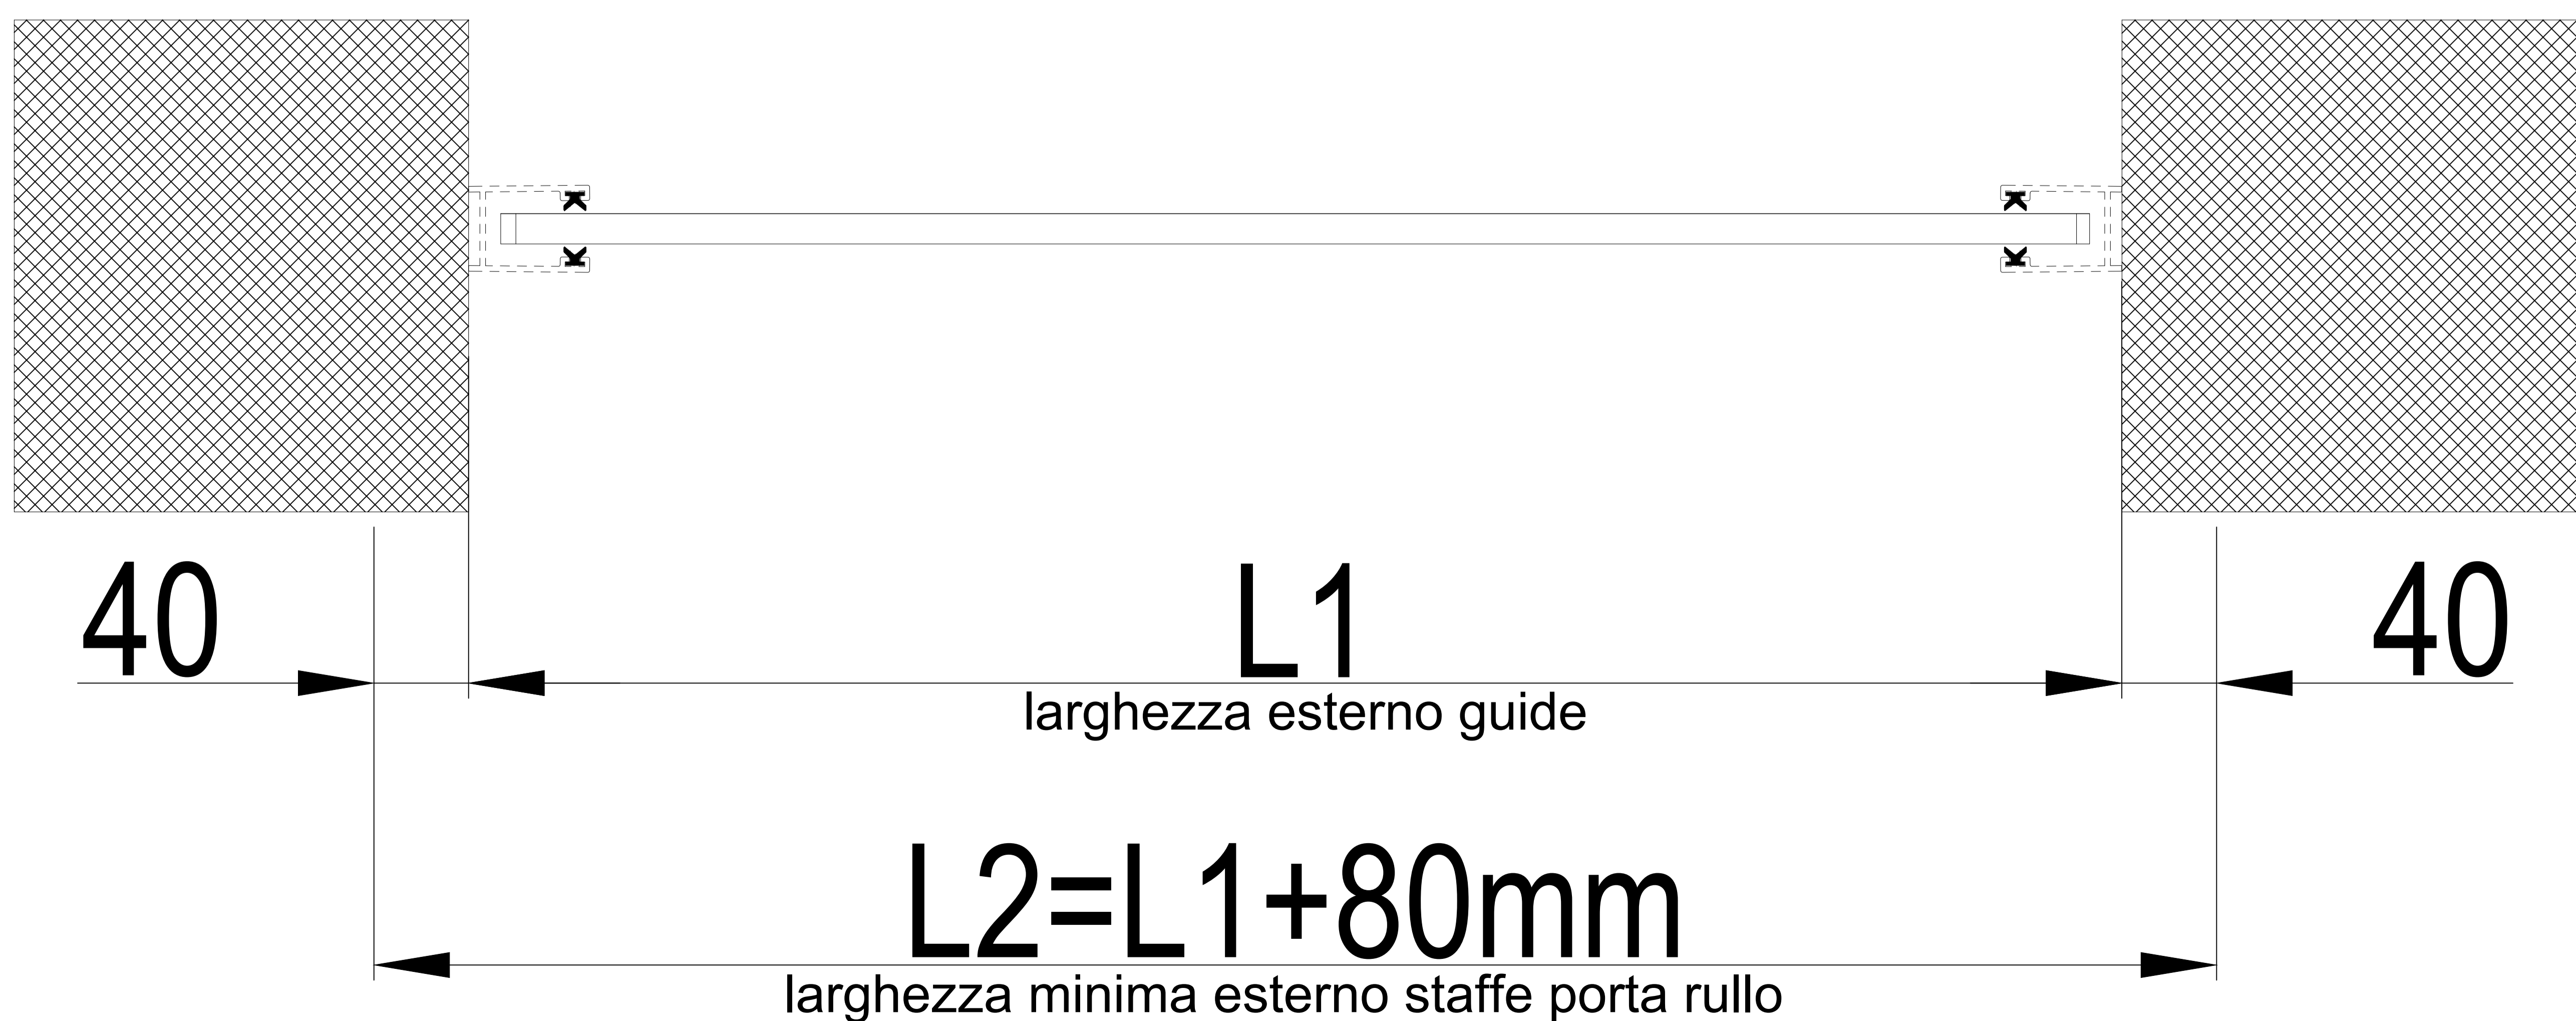 40
L1
40
larghezza esterno guide
L2=L1+80mm
larghezza minima esterno staffe porta rullo